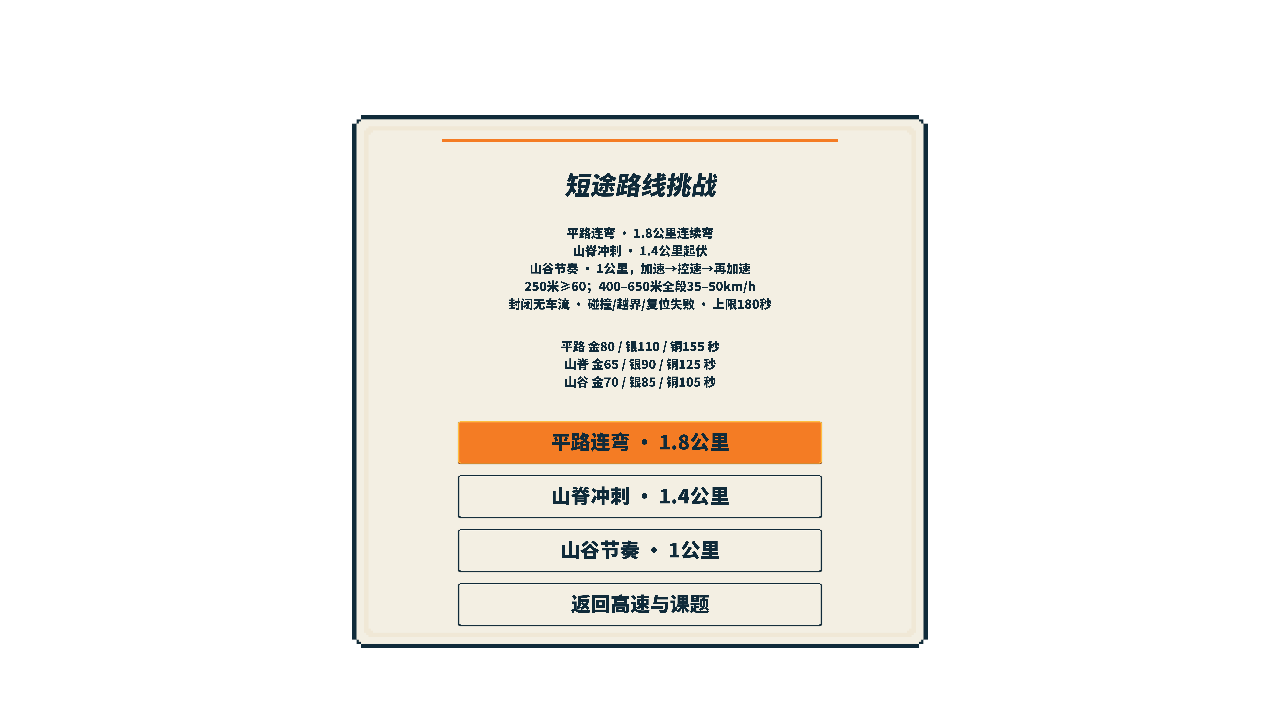 短途路线挑战
平路连弯 · 1.8公里连续弯
山脊冲刺 · 1.4公里起伏
山谷节奏 · 1公里，加速→控速→再加速
250米≥60；400–650米全段35–50km/h
封闭无车流 · 碰撞/越界/复位失败 · 上限180秒
平路 金80 / 银110 / 铜155 秒
山脊 金65 / 银90 / 铜125 秒
山谷 金70 / 银85 / 铜105 秒
平路连弯 · 1.8公里
山脊冲刺 · 1.4公里
山谷节奏 · 1公里
返回高速与课题